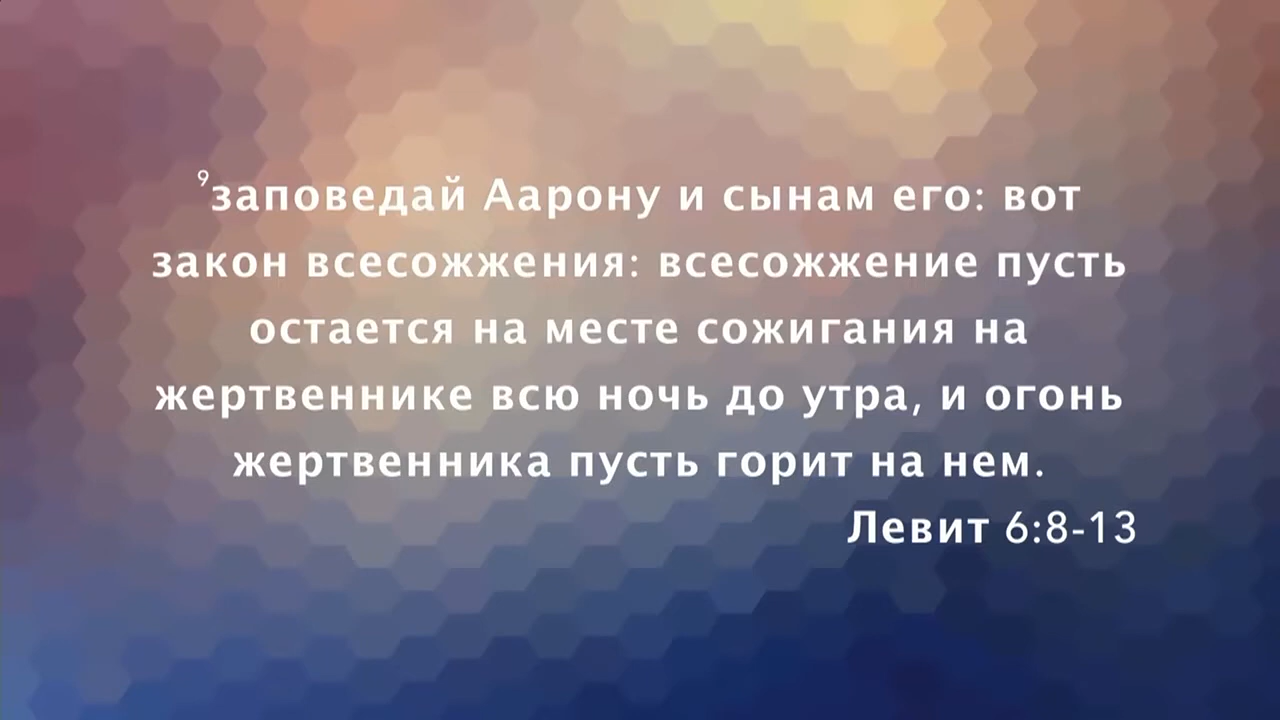 ⁹заповедай Аарону и сынам его: вот
закон всесожжения: всесожжение пусть
остается на месте сожигания на
жертвеннике всю ночь до утра, и огонь
жертвенника пусть горит на нем.
Левит 6:8-13